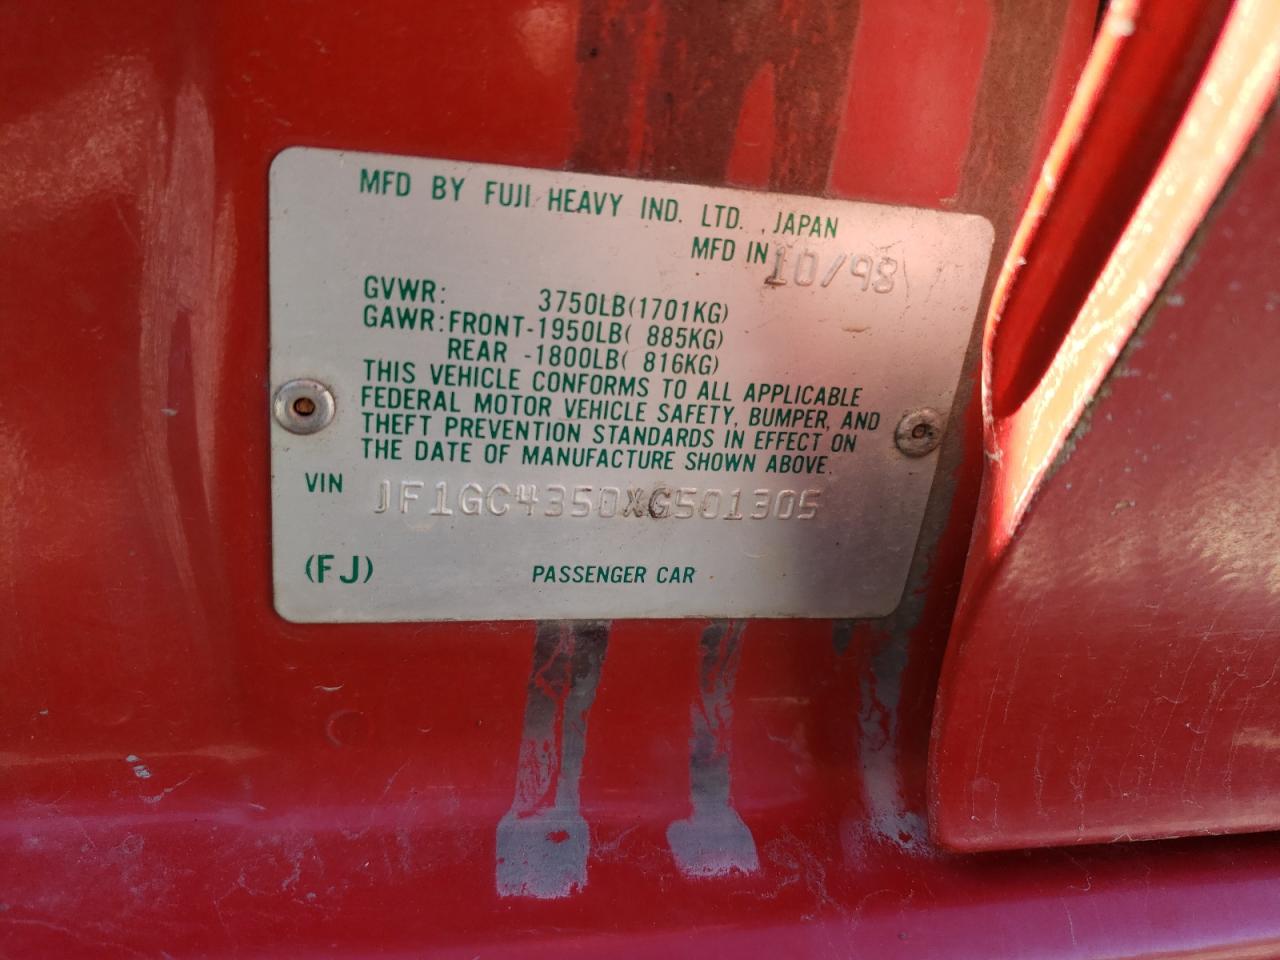 MFD BY FUJI HEAVY IND. LTD. , JAPAN
MFD IN 10/98
GVWR: 3750LB(1701KG)
GAWR:FRONT-1950LB( 885KG)
REAR -1800LB( 816KG)
THIS VEHICLE CONFORMS TO ALL APPLICABLE
FEDERAL MOTOR VEHICLE SAFETY, BUMPER, AND
THEFT PREVENTION STANDARDS IN EFFECT ON
THE DATE OF MANUFACTURE SHOWN ABOVE.
VIN JF1GC4350XG501305
(FJ) PASSENGER CAR